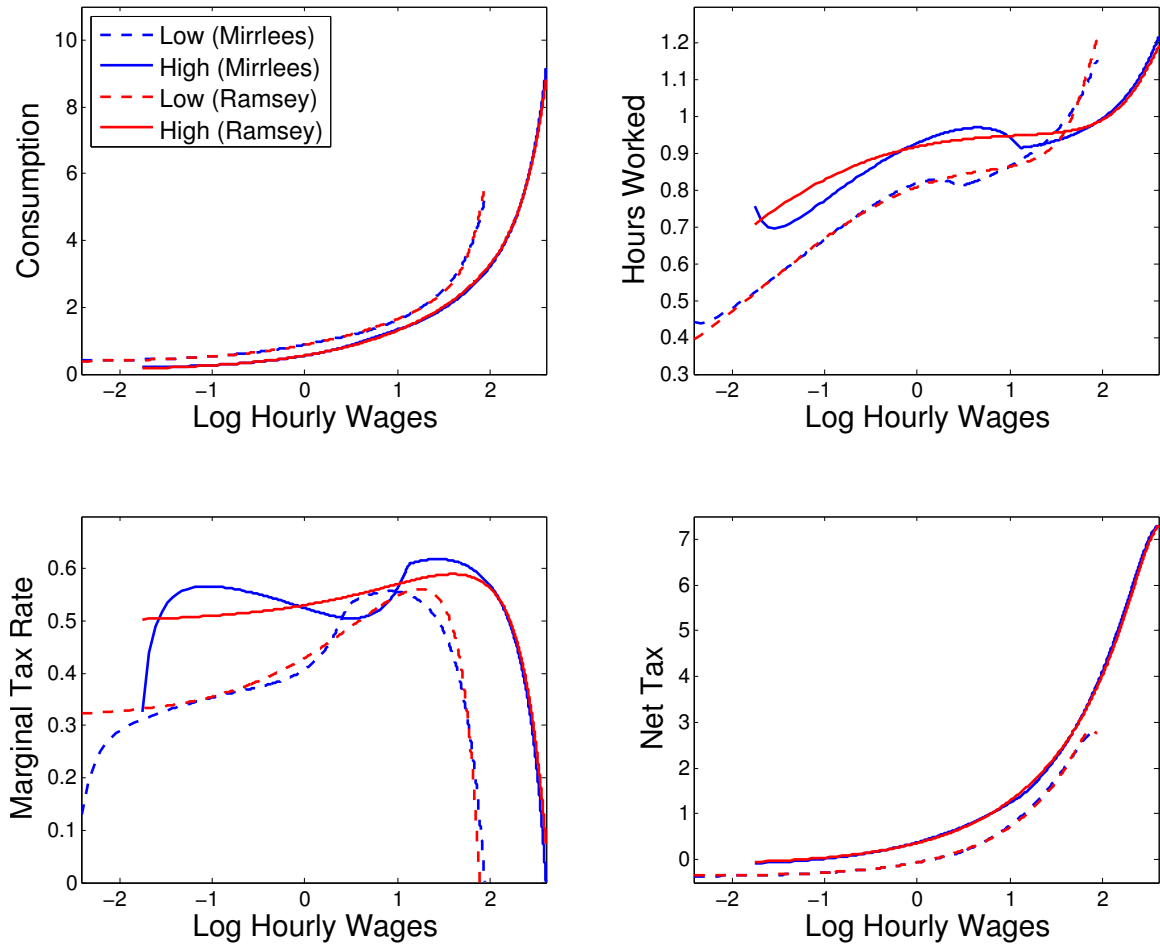 Consumption
10
8
6
4
2
0
Low (Mirrlees)
High (Mirrlees)
Low (Ramsey)
High (Ramsey)
−2 −1 0 1 2
Log Hourly Wages
Hours Worked
1.2
1.1
1
0.9
0.8
0.7
0.6
0.5
0.4
0.3
−2 −1 0 1 2
Log Hourly Wages
Marginal Tax Rate
0.6
0.5
0.4
0.3
0.2
0.1
0
−2 −1 0 1 2
Log Hourly Wages
Net Tax
7
6
5
4
3
2
1
0
−2 −1 0 1 2
Log Hourly Wages